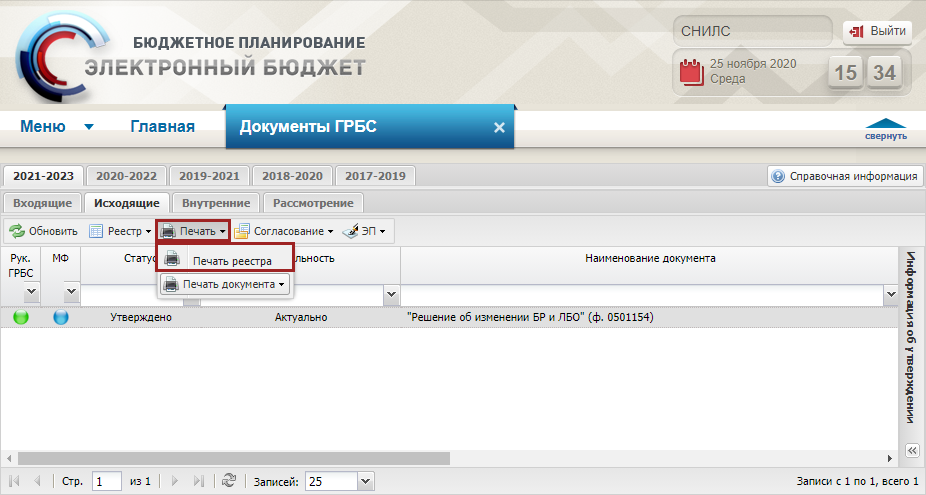 БЮДЖЕТНОЕ ПЛАНИРОВАНИЕ
ЭЛЕКТРОННЫЙ БЮДЖЕТ
СНИЛС
Выйти
25 ноября 2020
Среда
15 34
Меню Главная Документы ГРБС
свернуть
2021-2023 2020-2022 2019-2021 2018-2020 2017-2019
Справочная информация
Входящие Исходящие Внутренние Рассмотрение
Обновить Реестр Печать Согласование ЭП
Печать реестра
Печать документа
Рук. ГРБС
МФ
Наименование документа
Утверждено Актуально "Решение об изменении БР и ЛБО" (ф. 0501154)
Информация об утверждении
Стр. 1 из 1 Записей: 25
Записи с 1 по 1, всего 1